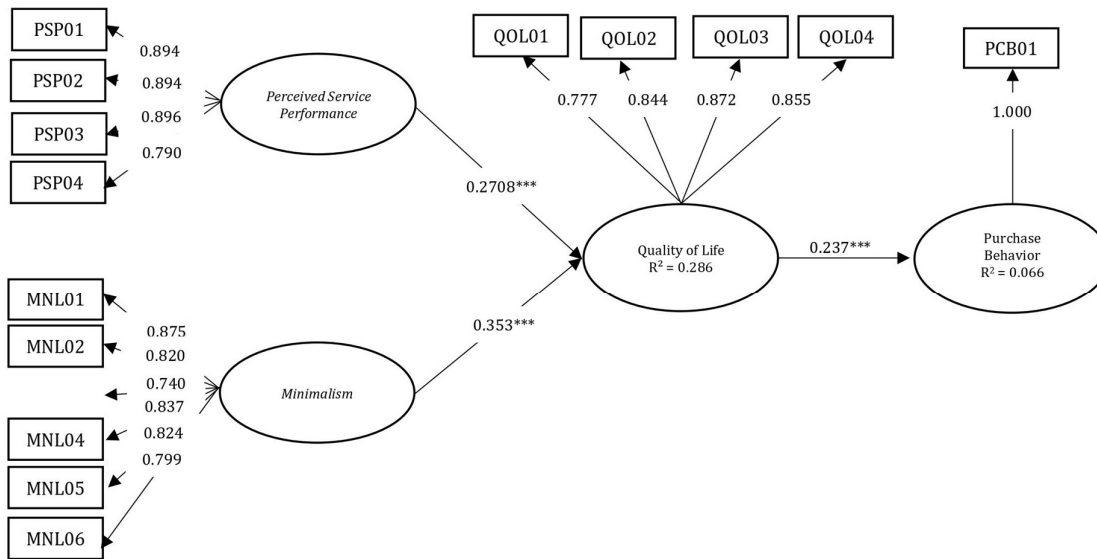 PSP01
0.894
PSP02
0.894
PSP03
0.896
PSP04
0.790
Perceived Service
Performance
QOL01
QOL02
QOL03
QOL04
0.777
0.844
0.872
0.855
PCB01
1.000
0.2708***
Quality of Life
R² = 0.286
0.237***
Purchase
Behavior
R² = 0.066
0.353***
MNL01
0.875
MNL02
0.820
0.740
0.837
MNL04
0.824
MNL05
0.799
MNL06
Minimalism